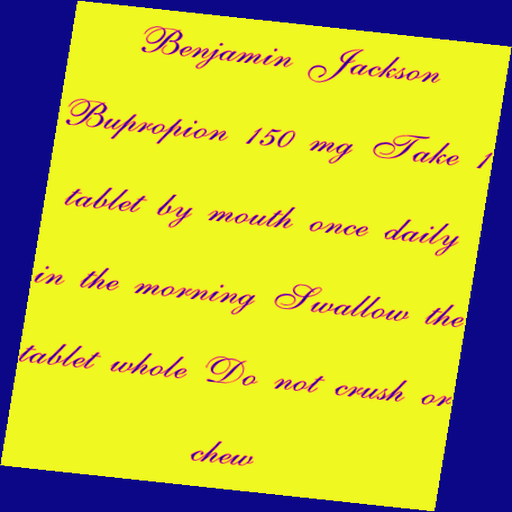 Benjamin Jackson
Bupropion 150 mg Take 1
tablet by mouth once daily
in the morning Swallow the
tablet whole Do not crush or
chew